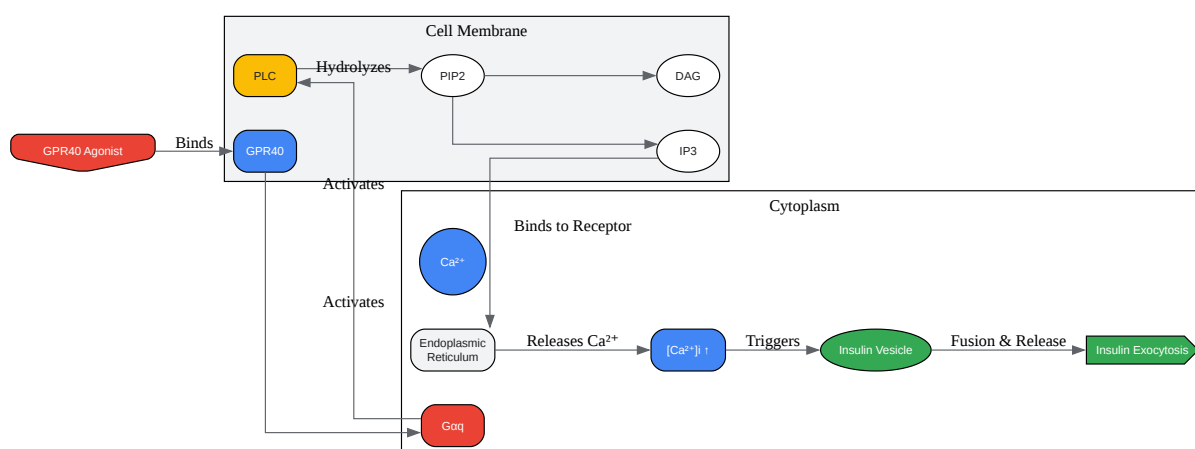 Cell Membrane
PLC
Hydrolyzes
PIP2
DAG
GPR40 Agonist
Binds
GPR40
IP3
Activates
Cytoplasm
Binds to Receptor
Ca²⁺
Activates
Endoplasmic
Reticulum
Releases Ca²⁺
[Ca²⁺]i ↑
Triggers
Insulin Vesicle
Fusion & Release
Insulin Exocytosis
Gαq